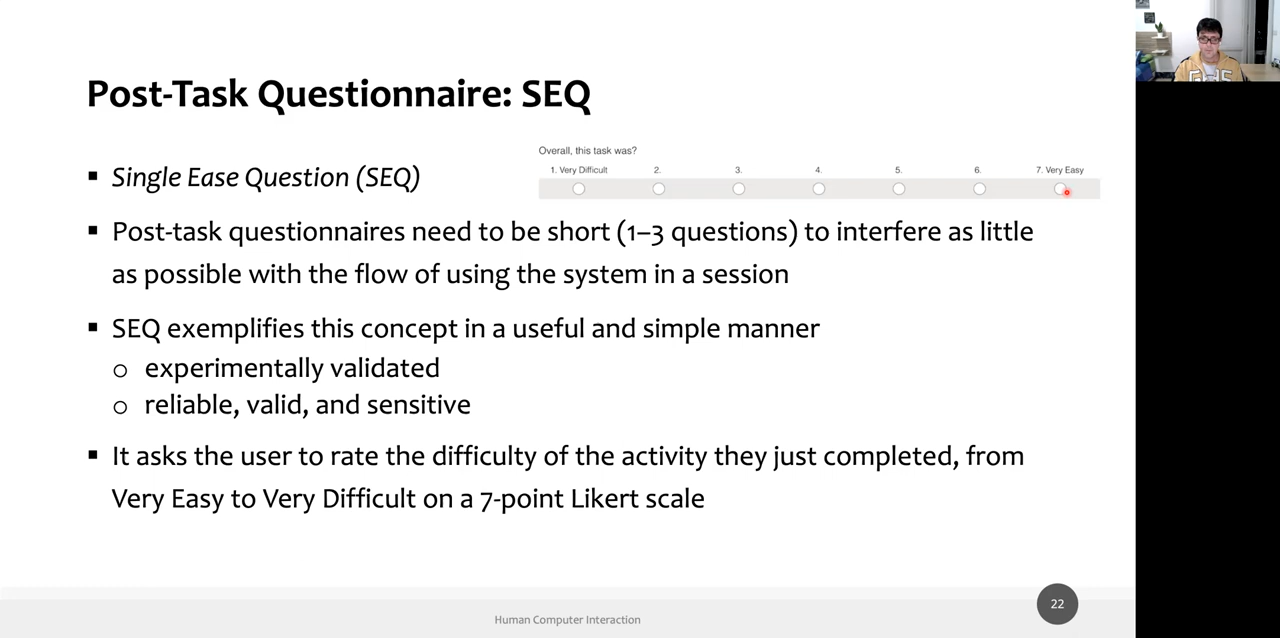 Post-Task Questionnaire: SEQ
▪ Single Ease Question (SEQ)
Overall, this task was?
1. Very Difficult 2. 3. 4. 5. 6. 7. Very Easy
▪ Post-task questionnaires need to be short (1–3 questions) to interfere as little
as possible with the flow of using the system in a session
▪ SEQ exemplifies this concept in a useful and simple manner
o experimentally validated
o reliable, valid, and sensitive
▪ It asks the user to rate the difficulty of the activity they just completed, from
Very Easy to Very Difficult on a 7-point Likert scale
Human Computer Interaction
22